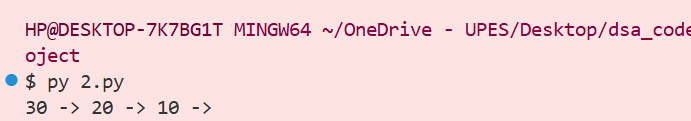 HP@DESKTOP-7K7BG1T MINGW64 ~/OneDrive - UPES/Desktop/dsa_code
oject
$ py 2.py
30 -> 20 -> 10 ->